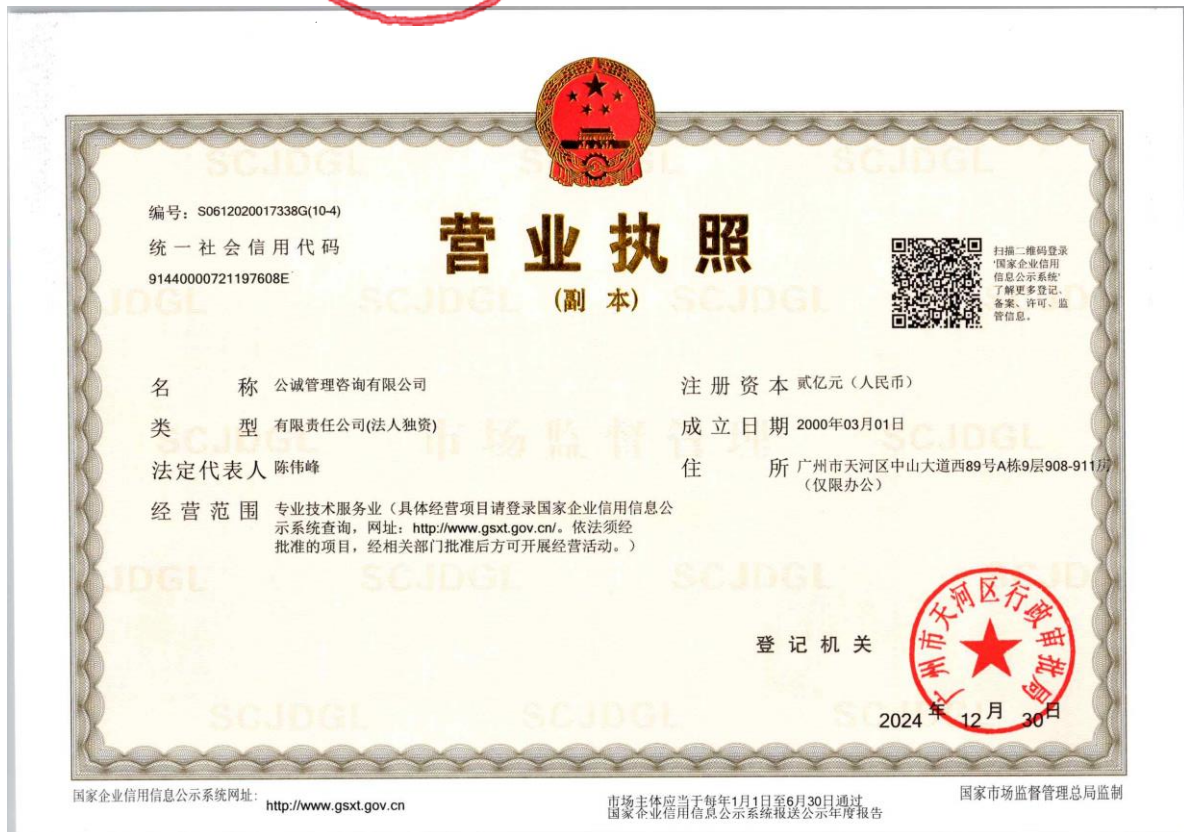 编号：S0612020017338G(10-4)
统一社会信用代码
91440000721197608E
营业执照
(副 本)
扫描二维码登录
‘国家企业信用
信息公示系统’
了解更多登记、
备案、许可、监
管信息。
名 称 公诚管理咨询有限公司
类 型 有限责任公司(法人独资)
法定代表人 陈伟峰
经营范围 专业技术服务业（具体经营项目请登录国家企业信用信息公
示系统查询，网址：http://www.gsxt.gov.cn/。依法须经
批准的项目，经相关部门批准后方可开展经营活动。）
注册资本 贰亿元（人民币）
成立日期 2000年03月01日
住 所 广州市天河区中山大道西89号A栋9层908-911房
（仅限办公）
登记机关
广州市天河区行政审批局
2024年12月30日
国家企业信用信息公示系统网址：http://www.gsxt.gov.cn
市场主体应当于每年1月1日至6月30日通过
国家企业信用信息公示系统报送公示年度报告
国家市场监督管理总局监制
SCJDGL
市场监督管理